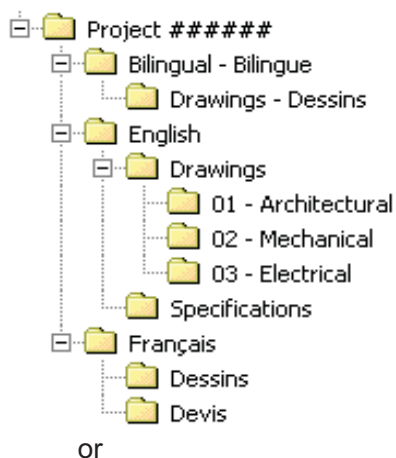 Project ######
Bilingual - Bilingue
Drawings - Dessins
English
Drawings
01 - Architectural
02 - Mechanical
03 - Electrical
Specifications
Français
Dessins
Devis
or